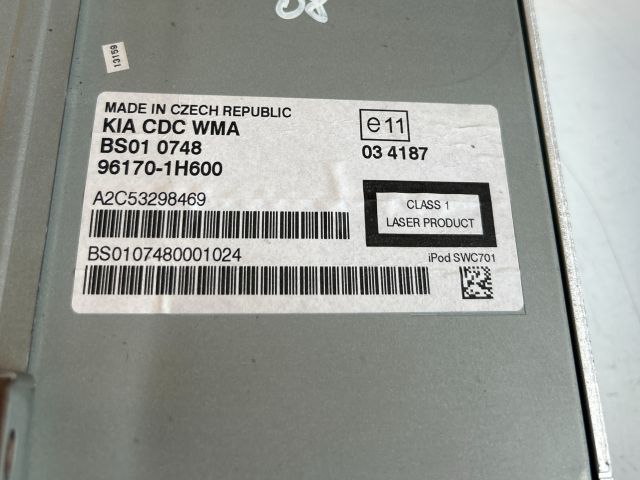 08
13159
MADE IN CZECH REPUBLIC
KIA CDC WMA
BS01 0748
96170-1H600
e11
03 4187
A2C53298469
CLASS 1
LASER PRODUCT
BS0107480001024
iPod SWC701